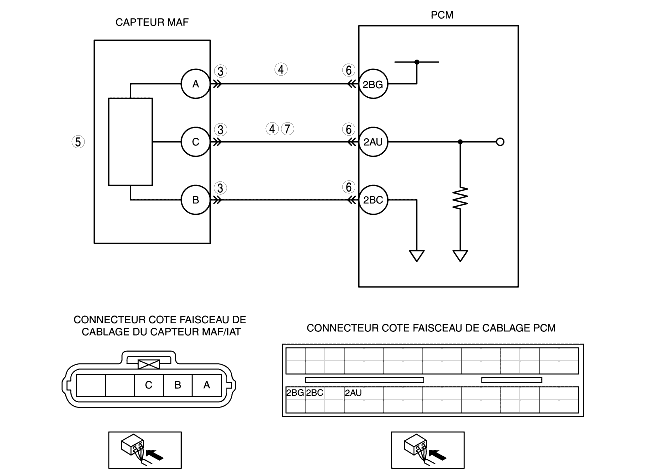 CAPTEUR MAF
PCM
A
3
4
6
2BG
5
C
3
4 7
6
2AU
B
3
6
2BC
CONNECTEUR COTE FAISCEAU DE
CABLAGE DU CAPTEUR MAF/IAT
C B A
CONNECTEUR COTE FAISCEAU DE CABLAGE PCM
2BG 2BC 2AU